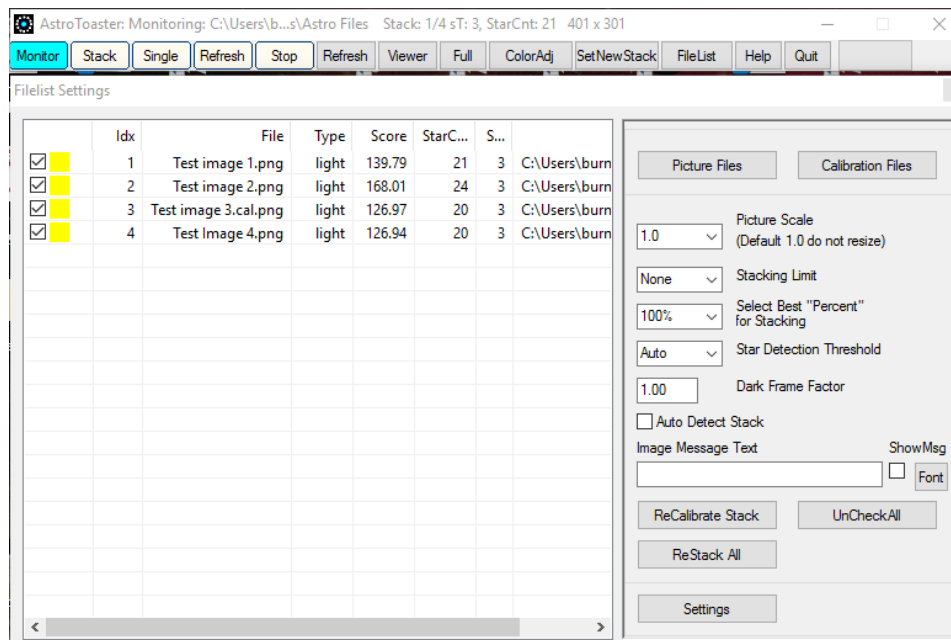 AstroToaster: Monitoring: C:\Users\b...s\Astro Files Stack: 1/4 sT: 3, StarCnt: 21 401 x 301
Monitor Stack Single Refresh Stop Refresh Viewer Full ColorAdj SetNewStack FileList Help Quit
Filelist Settings
Idx File Type Score StarC... S...
1 Test image 1.png light 139.79 21 3 C:\Users\burn
2 Test image 2.png light 168.01 24 3 C:\Users\burn
3 Test image 3.cal.png light 126.97 20 3 C:\Users\burn
4 Test Image 4.png light 126.94 20 3 C:\Users\burn
Picture Files Calibration Files
1.0 Picture Scale
(Default 1.0 do not resize)
None Stacking Limit
100% Select Best "Percent"
for Stacking
Auto Star Detection Threshold
1.00 Dark Frame Factor
Auto Detect Stack
Image Message Text ShowMsg
Font
ReCalibrate Stack UnCheckAll
ReStack All
Settings